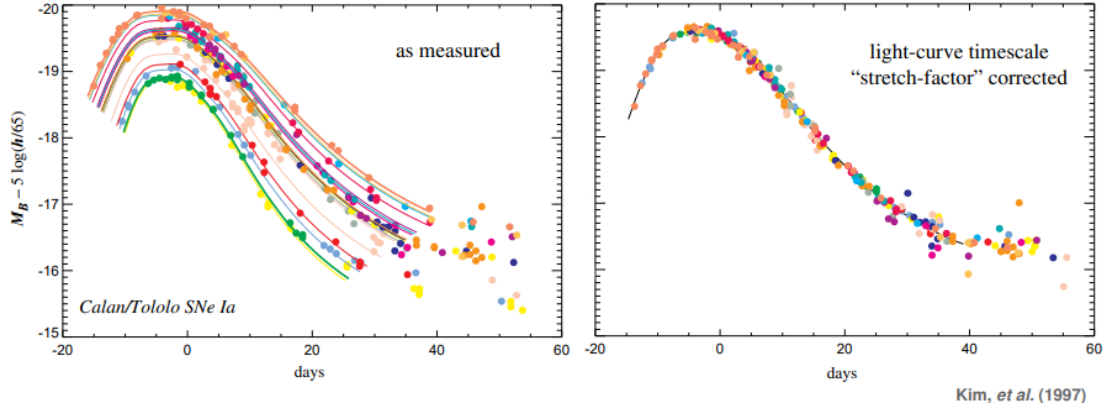 -20
-19
-18
-17
-16
-15
M_B – 5 log(h/65)
as measured
Calan/Tololo SNe Ia
-20 0 20 40 60
days
light-curve timescale
“stretch-factor” corrected
-20 0 20 40 60
days
Kim, et al. (1997)